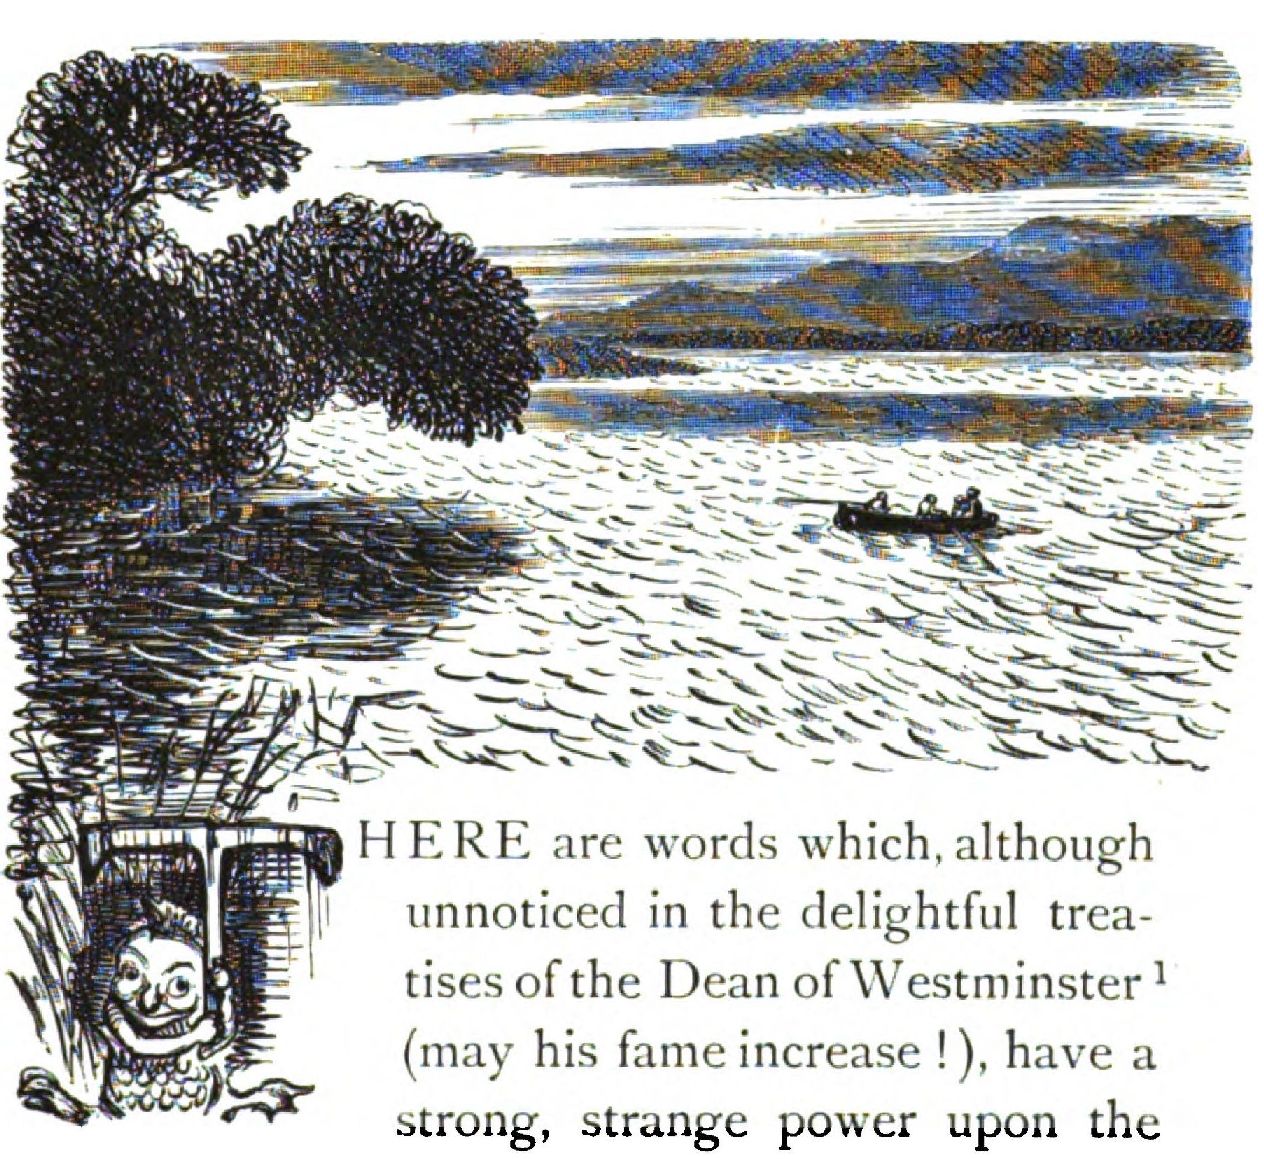 THERE are words which, although
unnoticed in the delightful trea-
tises of the Dean of Westminster 1
(may his fame increase!), have a
strong, strange power upon the